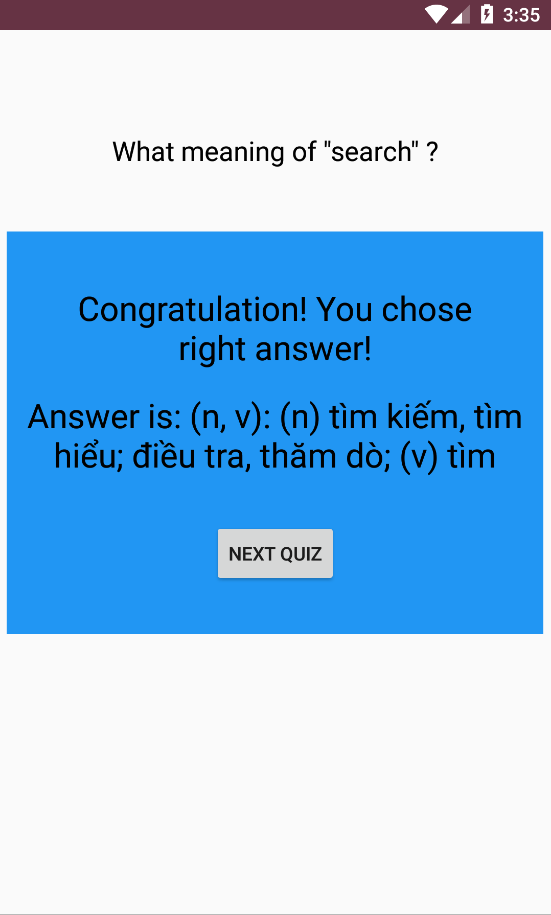 3:35
What meaning of "search" ?
Congratulation! You chose
right answer!
Answer is: (n, v): (n) tìm kiếm, tìm
hiểu; điều tra, thăm dò; (v) tìm
NEXT QUIZ